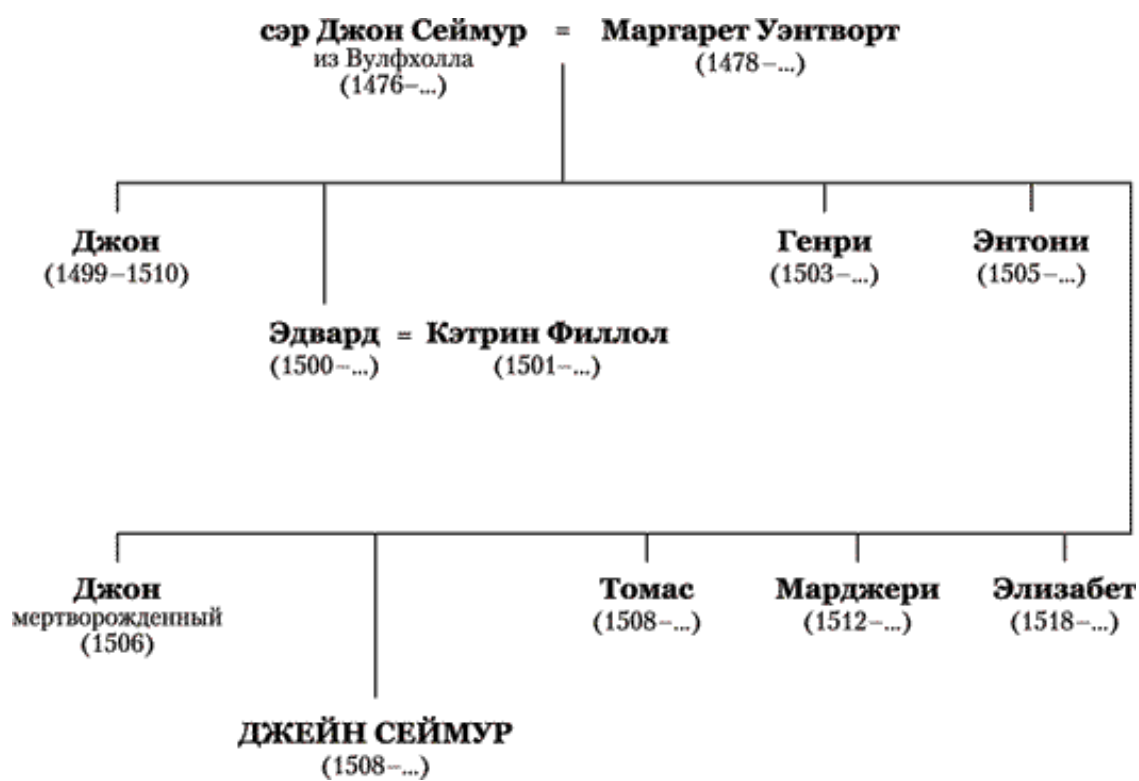 сэр Джон Сеймур = Маргарет Уэнтворт
из Вулфхолла
(1476–...) (1478–...)
Джон Генри Энтони
(1499–1510) (1503–...) (1505–...)
Эдвард = Кэтрин Филлол
(1500–...) (1501–...)
Джон Томас Марджери Элизабет
мертворожденный (1508–...) (1512–...) (1518–...)
(1506)
ДЖЕЙН СЕЙМУР
(1508–...)